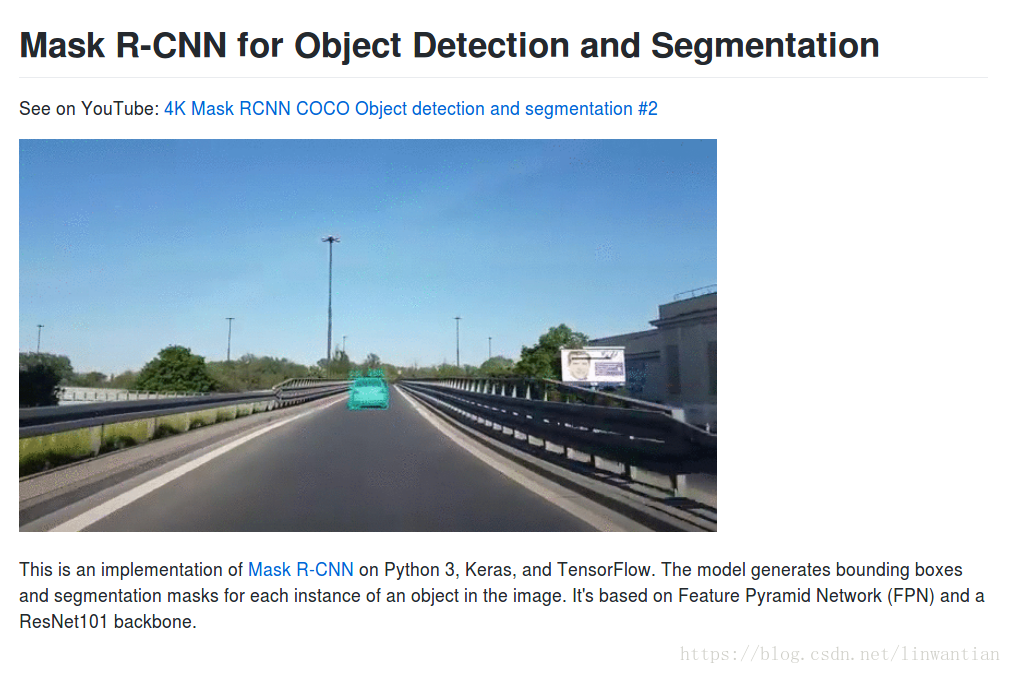 Mask R-CNN for Object Detection and Segmentation
See on YouTube: 4K Mask RCNN COCO Object detection and segmentation #2
This is an implementation of Mask R-CNN on Python 3, Keras, and TensorFlow. The model generates bounding boxes
and segmentation masks for each instance of an object in the image. It's based on Feature Pyramid Network (FPN) and a
ResNet101 backbone.
https://blog.csdn.net/linwantian